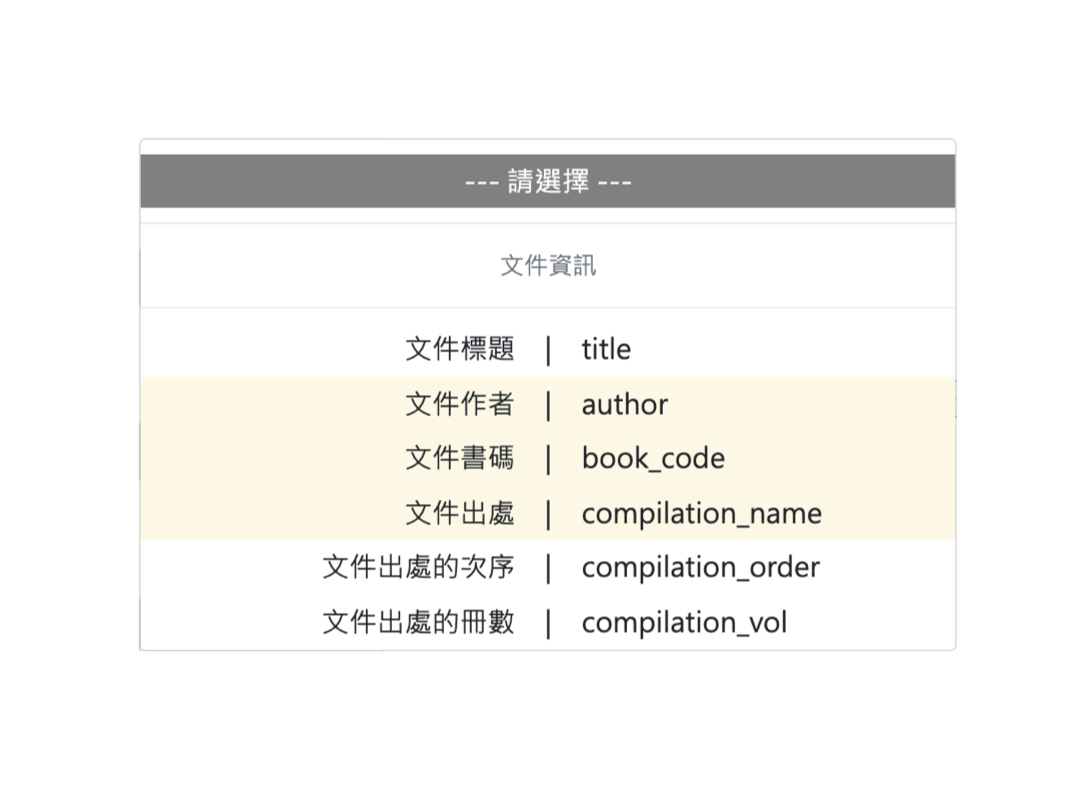 --- 請選擇 ---
文件資訊
文件標題 | title
文件作者 | author
文件書碼 | book_code
文件出處 | compilation_name
文件出處的次序 | compilation_order
文件出處的冊數 | compilation_vol